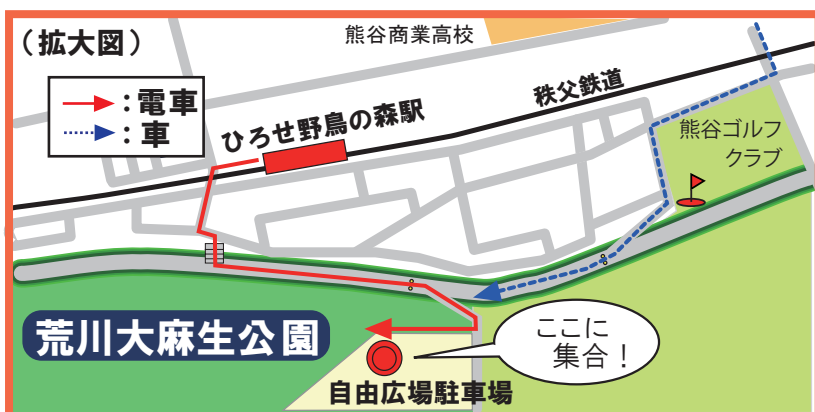 (拡大図)
熊谷商業高校
:電車
:車
ひろせ野鳥の森駅
秩父鉄道
熊谷ゴルフ
クラブ
荒川大麻生公園
ここに
集合!
自由広場駐車場